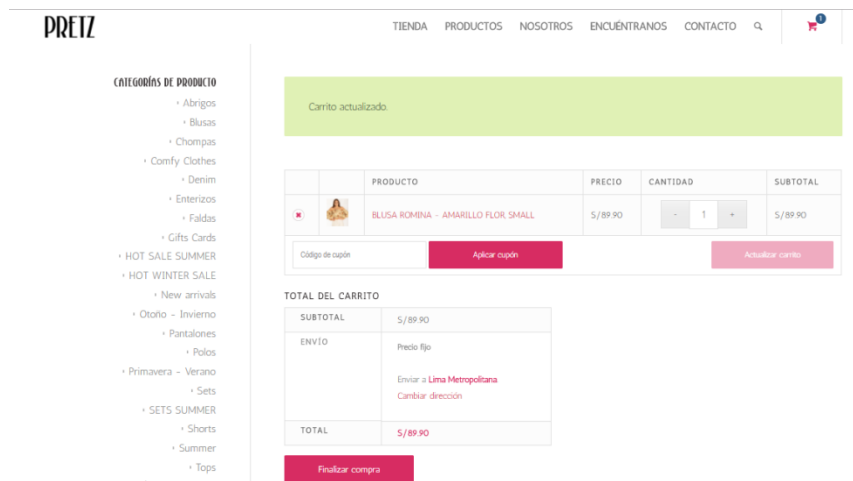 PRETZ
TIENDA PRODUCTOS NOSOTROS ENCUÉNTRANOS CONTACTO
1
CATEGORÍAS DE PRODUCTO
Abrigos
Blusas
Chompas
Comfy Clothes
Denim
Enterizos
Faldas
Gifts Cards
HOT SALE SUMMER
HOT WINTER SALE
New arrivals
Otoño - Invierno
Pantalones
Polos
Primavera - Verano
Sets
SETS SUMMER
Shorts
Summer
Tops
Carrito actualizado.
PRODUCTO PRECIO CANTIDAD SUBTOTAL
BLUSA ROMINA - AMARILLO FLOR, SMALL S/89.90 - 1 + S/89.90
Código de cupón Aplicar cupón Actualizar carrito
TOTAL DEL CARRITO
SUBTOTAL S/89.90
ENVÍO Precio fijo
Enviar a Lima Metropolitana.
Cambiar dirección
TOTAL S/89.90
Finalizar compra